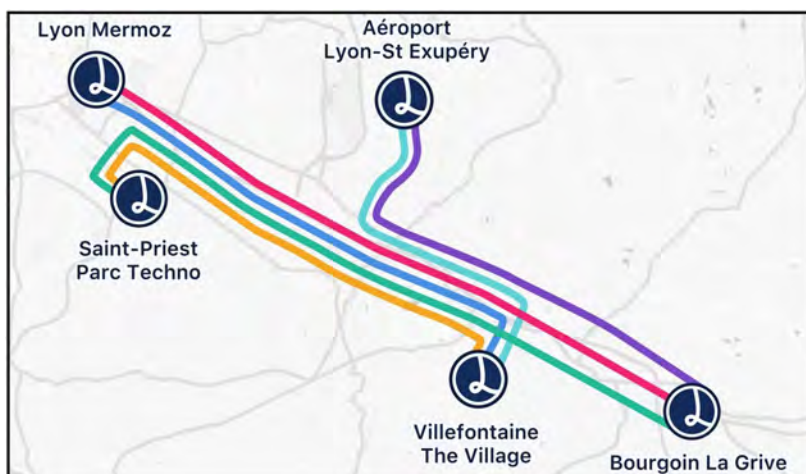 Lyon Mermoz
Aéroport
Lyon-St Exupéry
Saint-Priest
Parc Techno
Villefontaine
The Village
Bourgoin La Grive